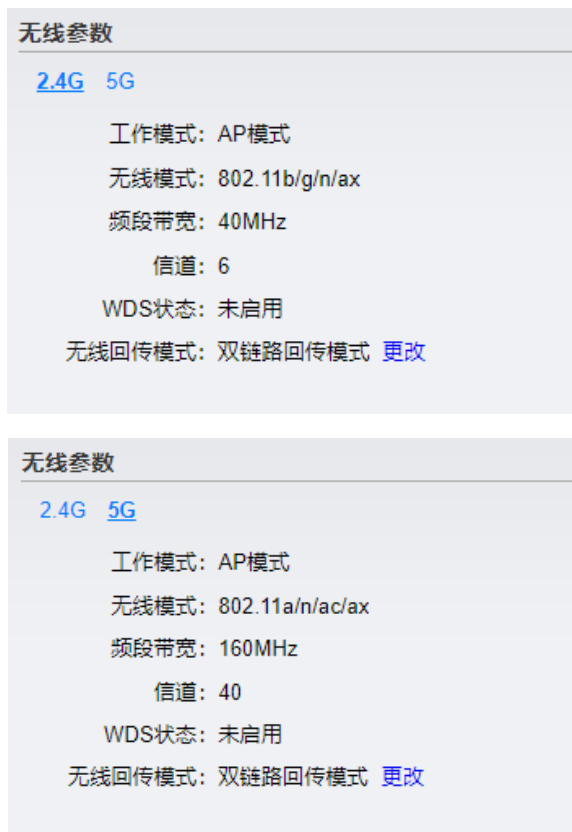 无线参数
2.4G 5G
工作模式： AP模式
无线模式： 802.11b/g/n/ax
频段带宽： 40MHz
信道： 6
WDS状态： 未启用
无线回传模式： 双链路回传模式 更改
无线参数
2.4G 5G
工作模式： AP模式
无线模式： 802.11a/n/ac/ax
频段带宽： 160MHz
信道： 40
WDS状态： 未启用
无线回传模式： 双链路回传模式 更改